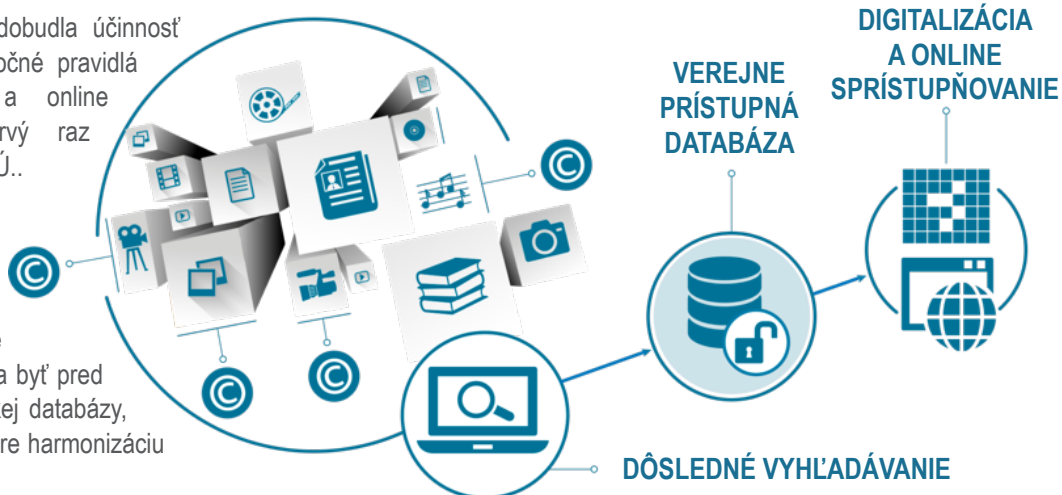 dobudla účinnosť
očné pravidlá
a online
rvý raz
Ú..
a byť pred
ej databázy,
re harmonizáciu
©
©
©
©
DÔSLEDNÉ VYHĽADÁVANIE
VEREJNE
PRÍSTUPNÁ
DATABÁZA
DIGITALIZÁCIA
A ONLINE
SPRÍSTUPŇOVANIE